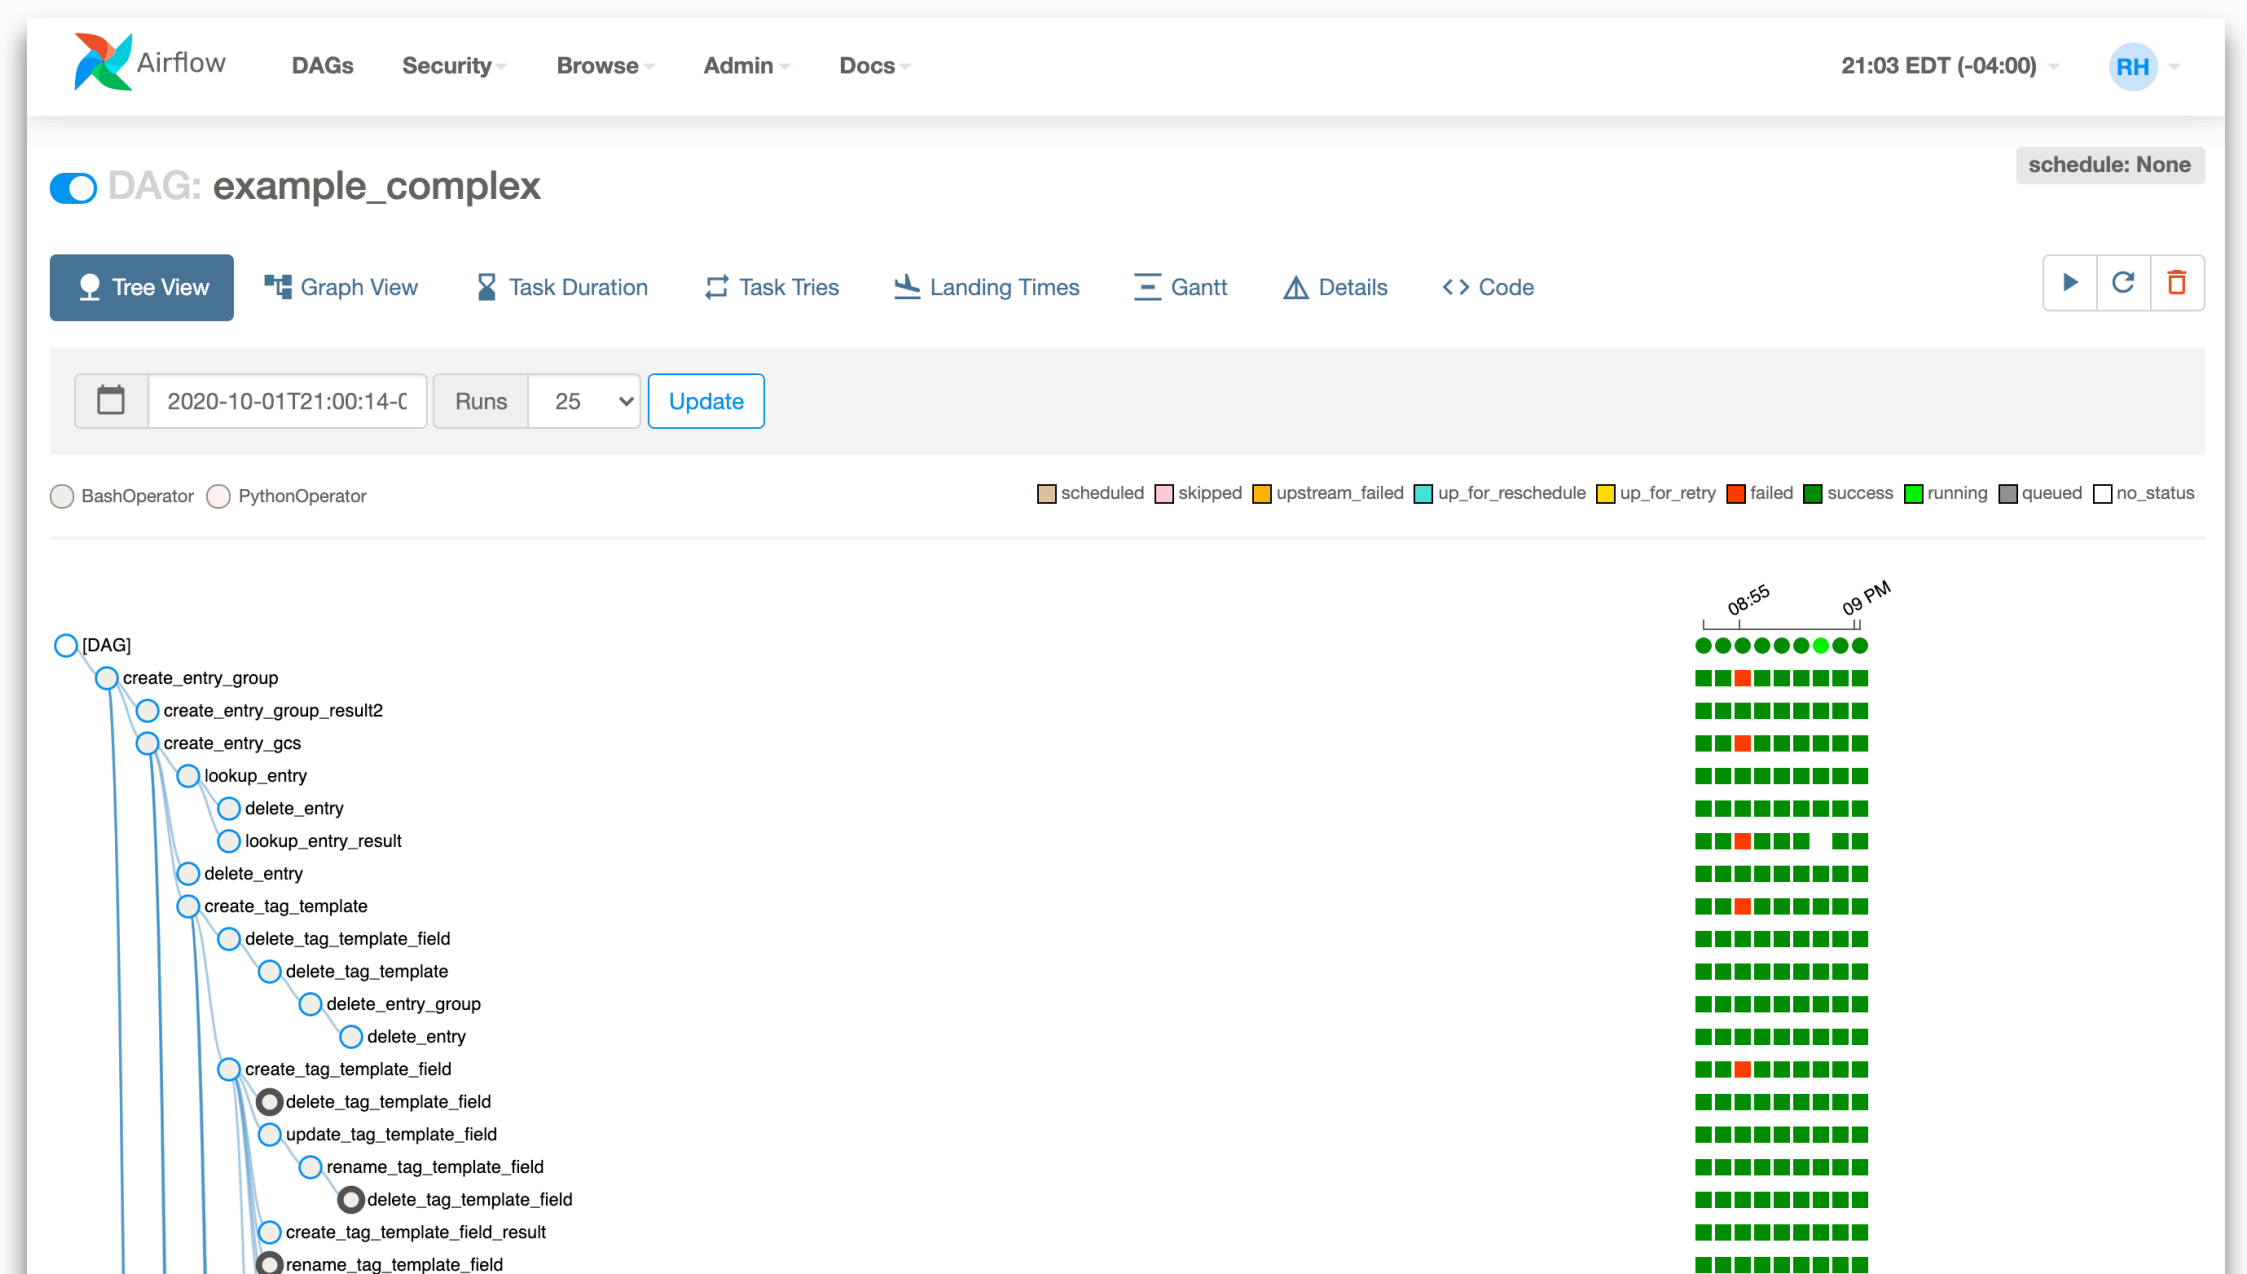 Airflow DAGs Security Browse Admin Docs 21:03 EDT (-04:00) RH
schedule: None
DAG: example_complex
Tree View Graph View Task Duration Task Tries Landing Times Gantt Details Code
2020-10-01T21:00:14-0 Runs 25 Update
BashOperator PythonOperator scheduled skipped upstream_failed up_for_reschedule up_for_retry failed success running queued no_status
08:55 09 PM
[DAG]
create_entry_group
create_entry_group_result2
create_entry_gcs
lookup_entry
delete_entry
lookup_entry_result
delete_entry
create_tag_template
delete_tag_template_field
delete_tag_template
delete_entry_group
delete_entry
create_tag_template_field
delete_tag_template_field
update_tag_template_field
rename_tag_template_field
delete_tag_template_field
create_tag_template_field_result
rename_tag_template_field